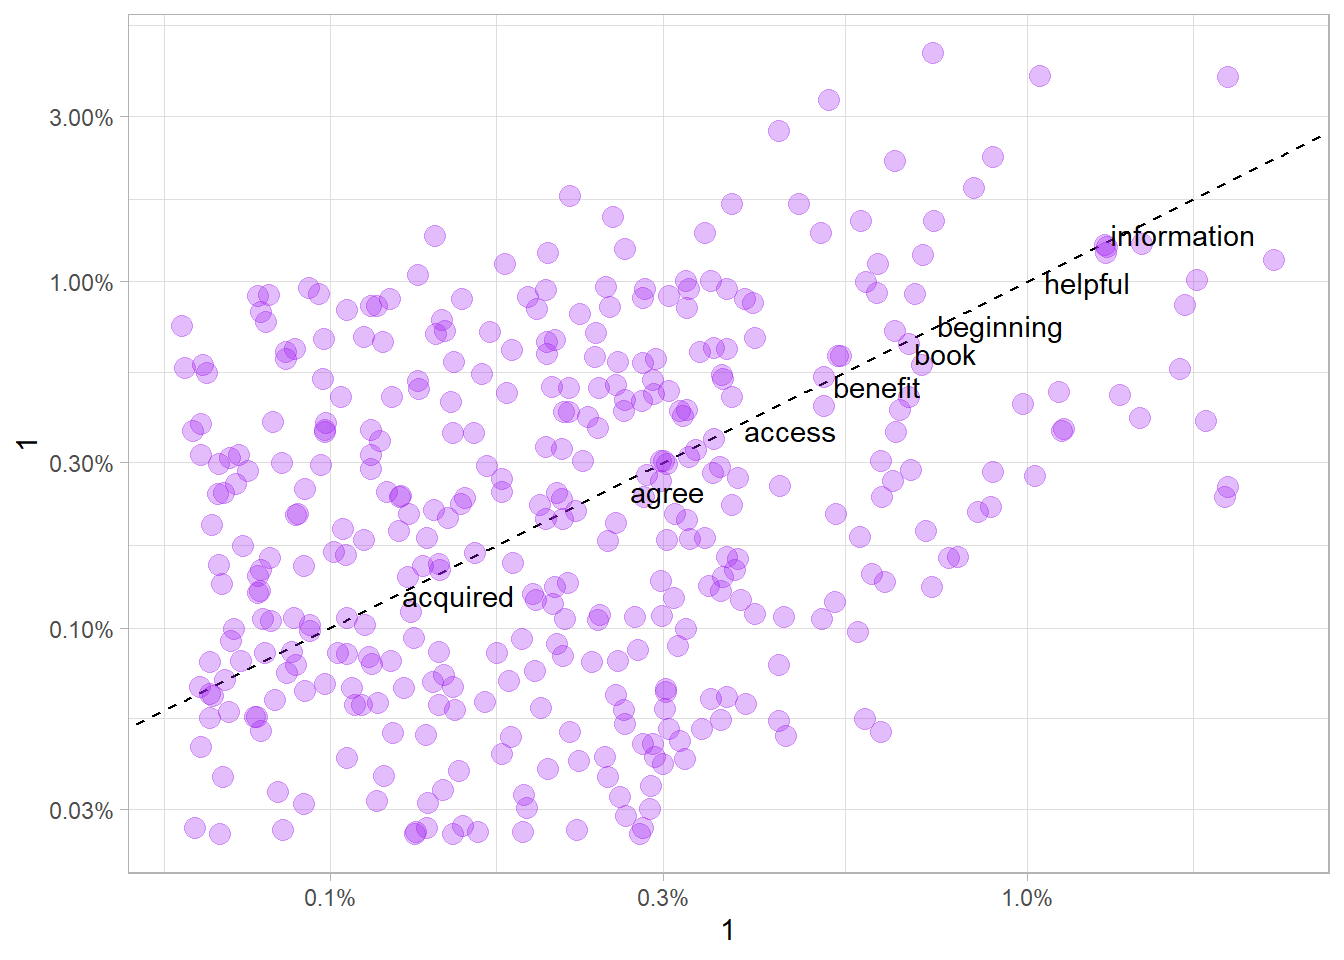 3.00%
1.00%
0.30%
0.10%
0.03%
1
information
helpful
beginning
book
benefit
access
agree
acquired
0.1%
0.3%
1.0%
1